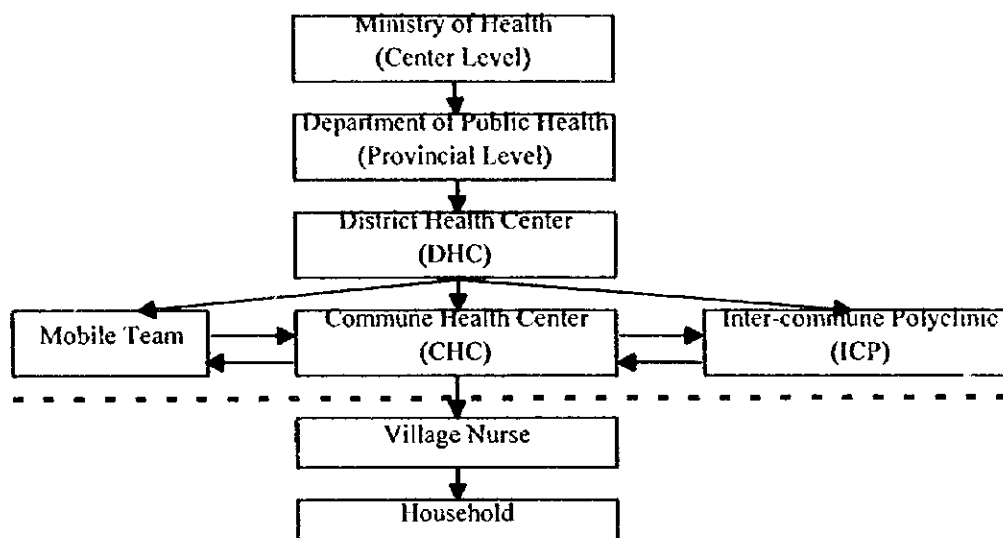 Ministry of Health
(Center Level)
Department of Public Health
(Provincial Level)
District Health Center
(DHC)
Mobile Team
Commune Health Center
(CHC)
Inter-commune Polyclinic
(ICP)
Village Nurse
Household